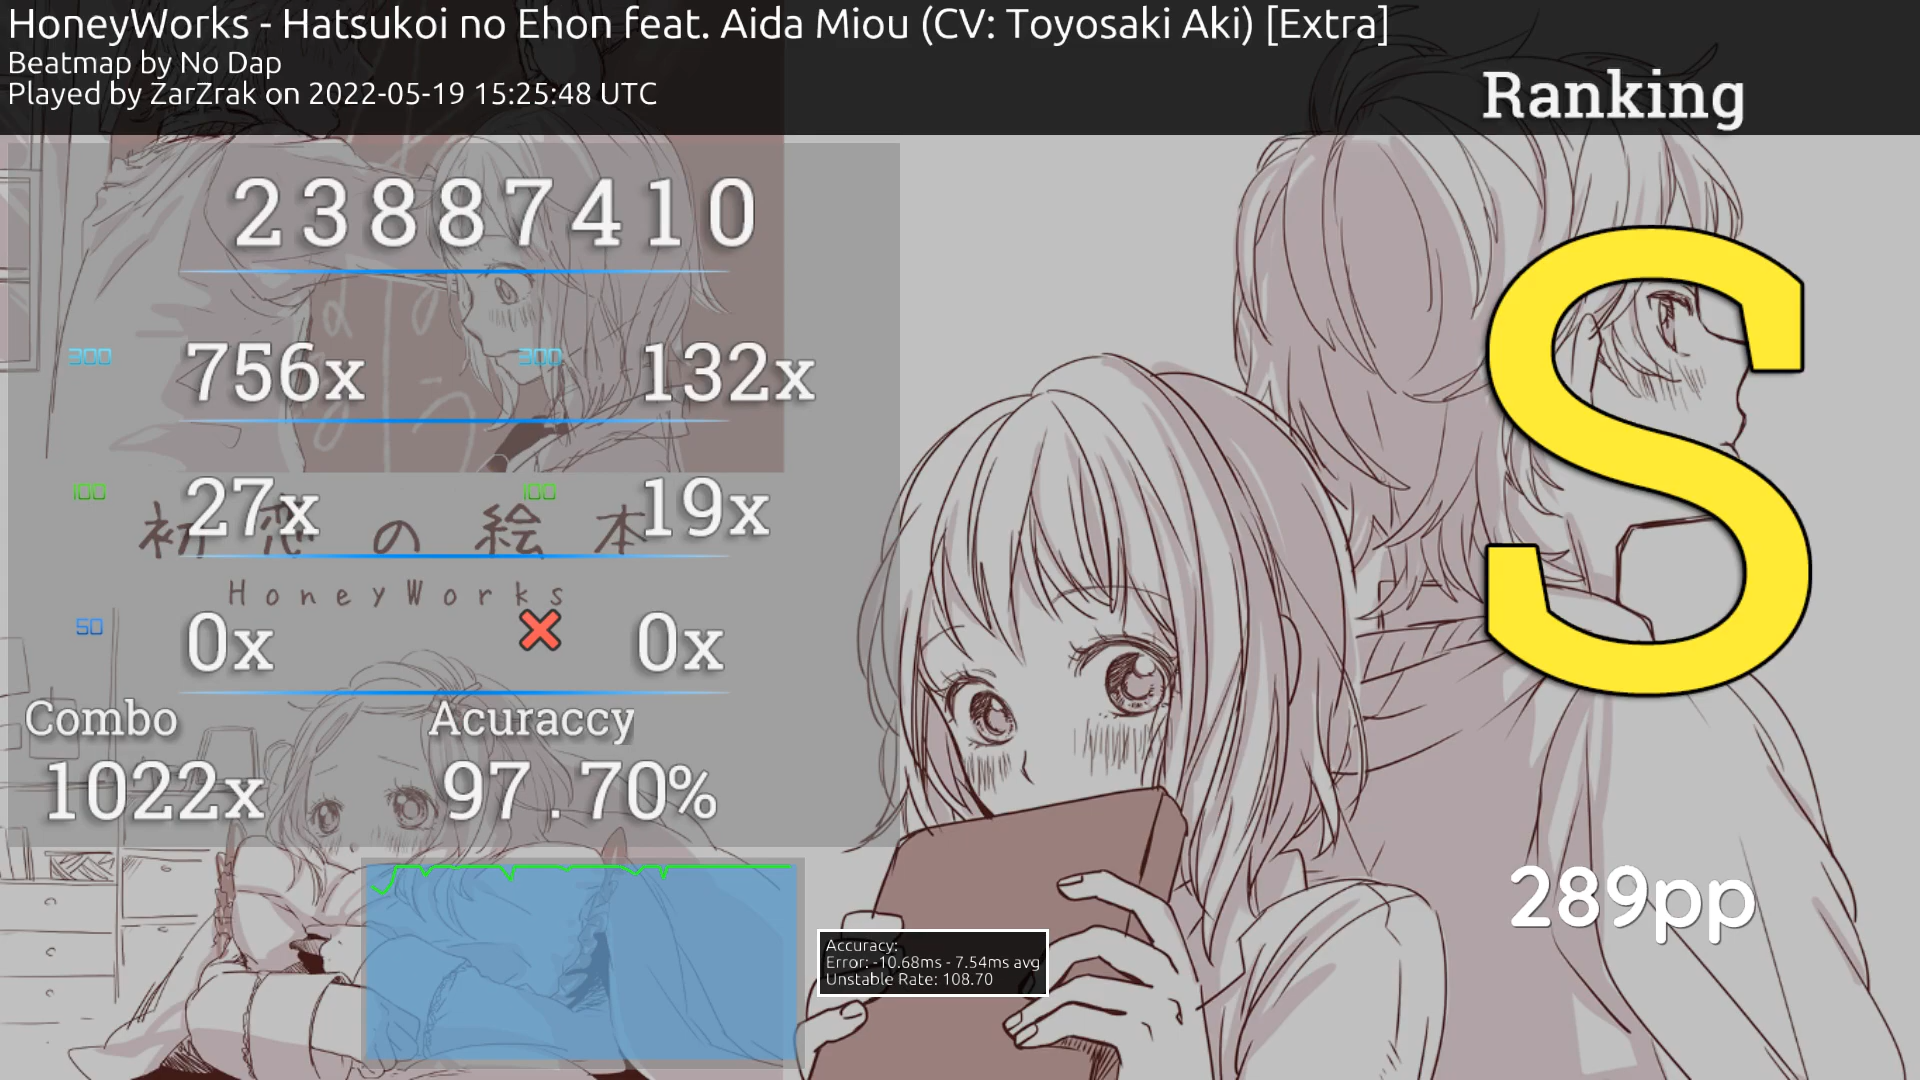 HoneyWorks - Hatsukoi no Ehon feat. Aida Miou (CV: Toyosaki Aki) [Extra]
Beatmap by No Dap
Played by ZarZrak on 2022-05-19 15:25:48 UTC
Ranking
23887410
300 756x 300 132x
100 27x 100 19x
初恋の絵本
HoneyWorks
50 0x 0x
Combo Acuraccy
1022x 97.70%
S
289pp
Accuracy:
Error: -10.68ms - 7.54ms avg
Unstable Rate: 108.70